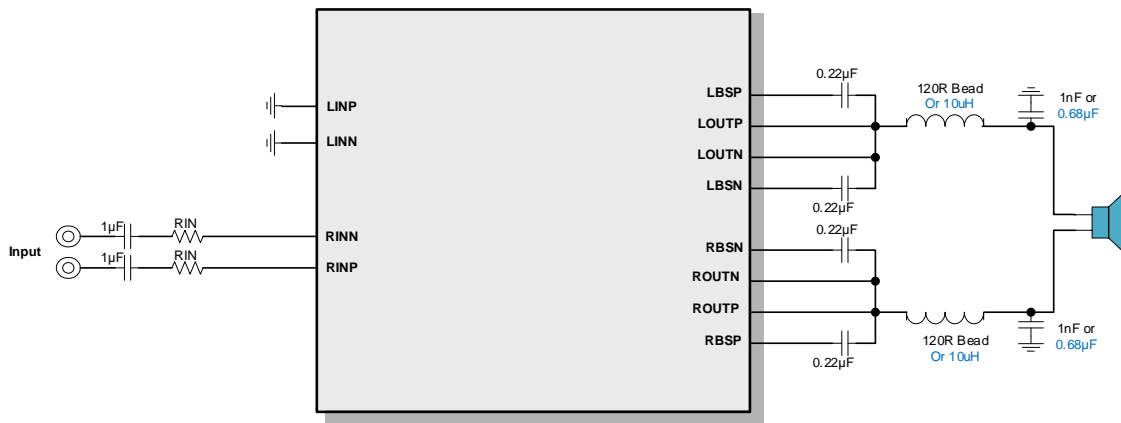 0.22µF
LBSP
120R Bead
Or 10uH
1nF or
0.68µF
LINP
LOUTP
LINN
LOUTN
LBSN
0.22µF
1µF
RIN
0.22µF
RINN
RBSN
Input
1µF
RIN
RINP
ROUTN
ROUTP
RBSP
0.22µF
120R Bead
Or 10uH
1nF or
0.68µF